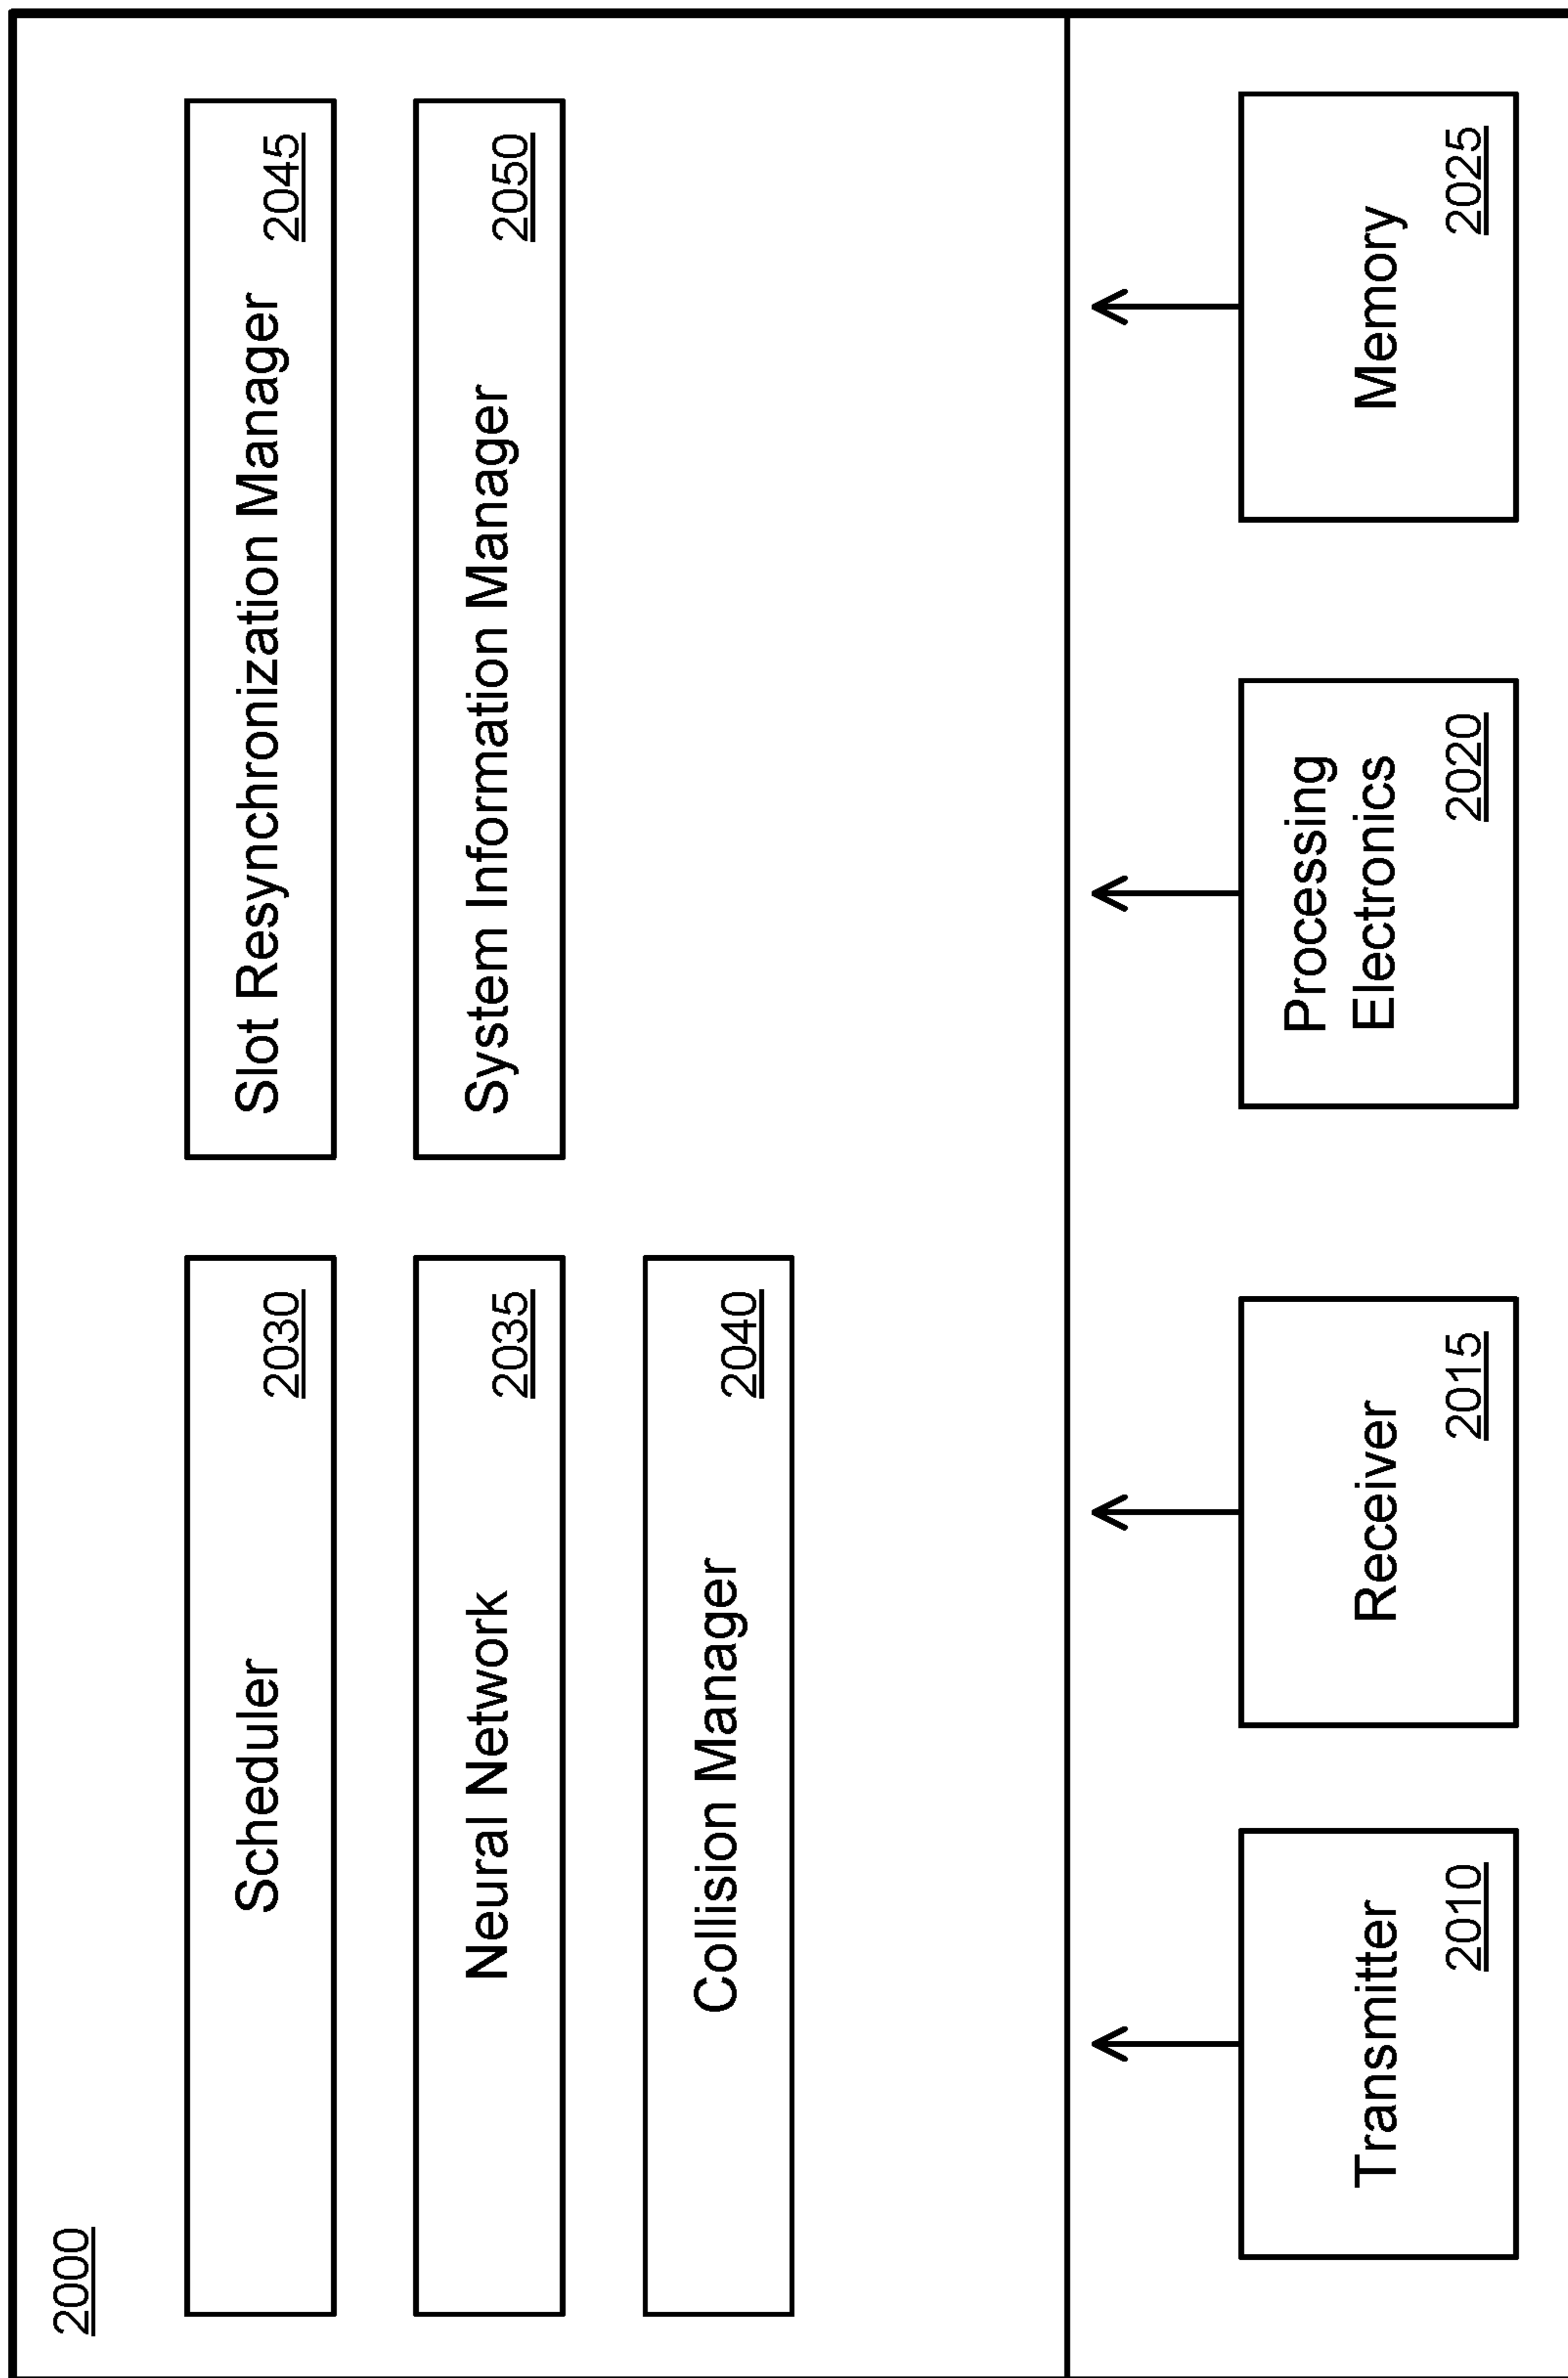 2000
Scheduler
2030
Neural Network
2035
Collision Manager
2040
Slot Resynchronization Manager
2045
System Information Manager
2050
Transmitter
2010
Receiver
2015
Processing
Electronics
2020
Memory
2025